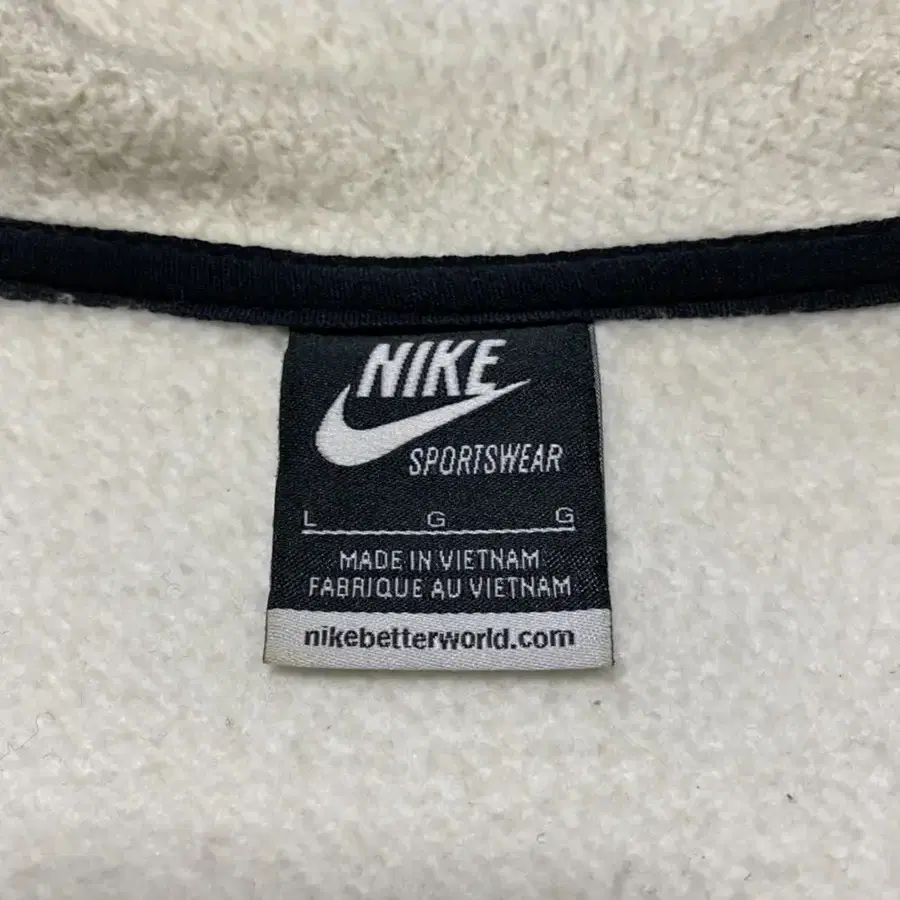 NIKE
SPORTSWEAR
L G G
MADE IN VIETNAM
FABRIQUE AU VIETNAM
nikebetterworld.com